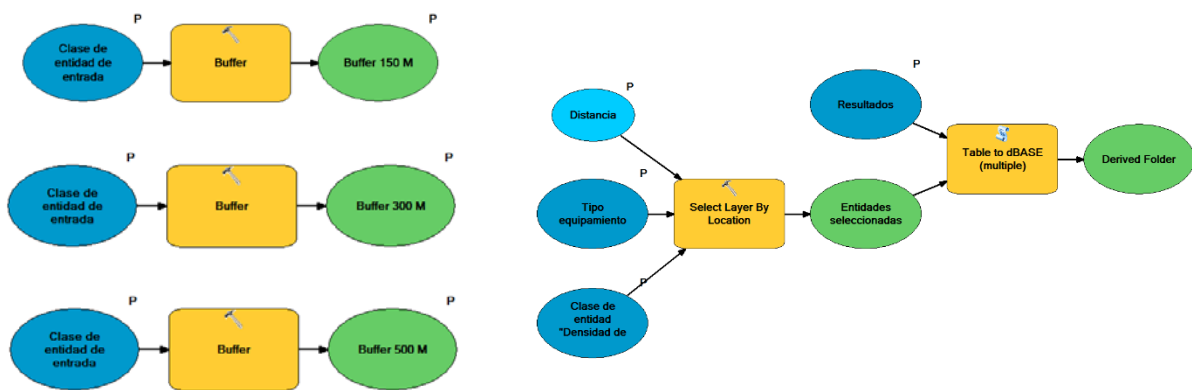 P
P
Clase de
entidad de
entrada
Buffer
Buffer 150 M
P
P
Clase de
entidad de
entrada
Buffer
Buffer 300 M
P
P
Clase de
entidad de
entrada
Buffer
Buffer 500 M
P
Distancia
P
Tipo
equipamiento
P
Clase de
entidad
"Densidad de
Select Layer By
Location
Entidades
seleccionadas
P
Resultados
Table to dBASE
(multiple)
Derived Folder